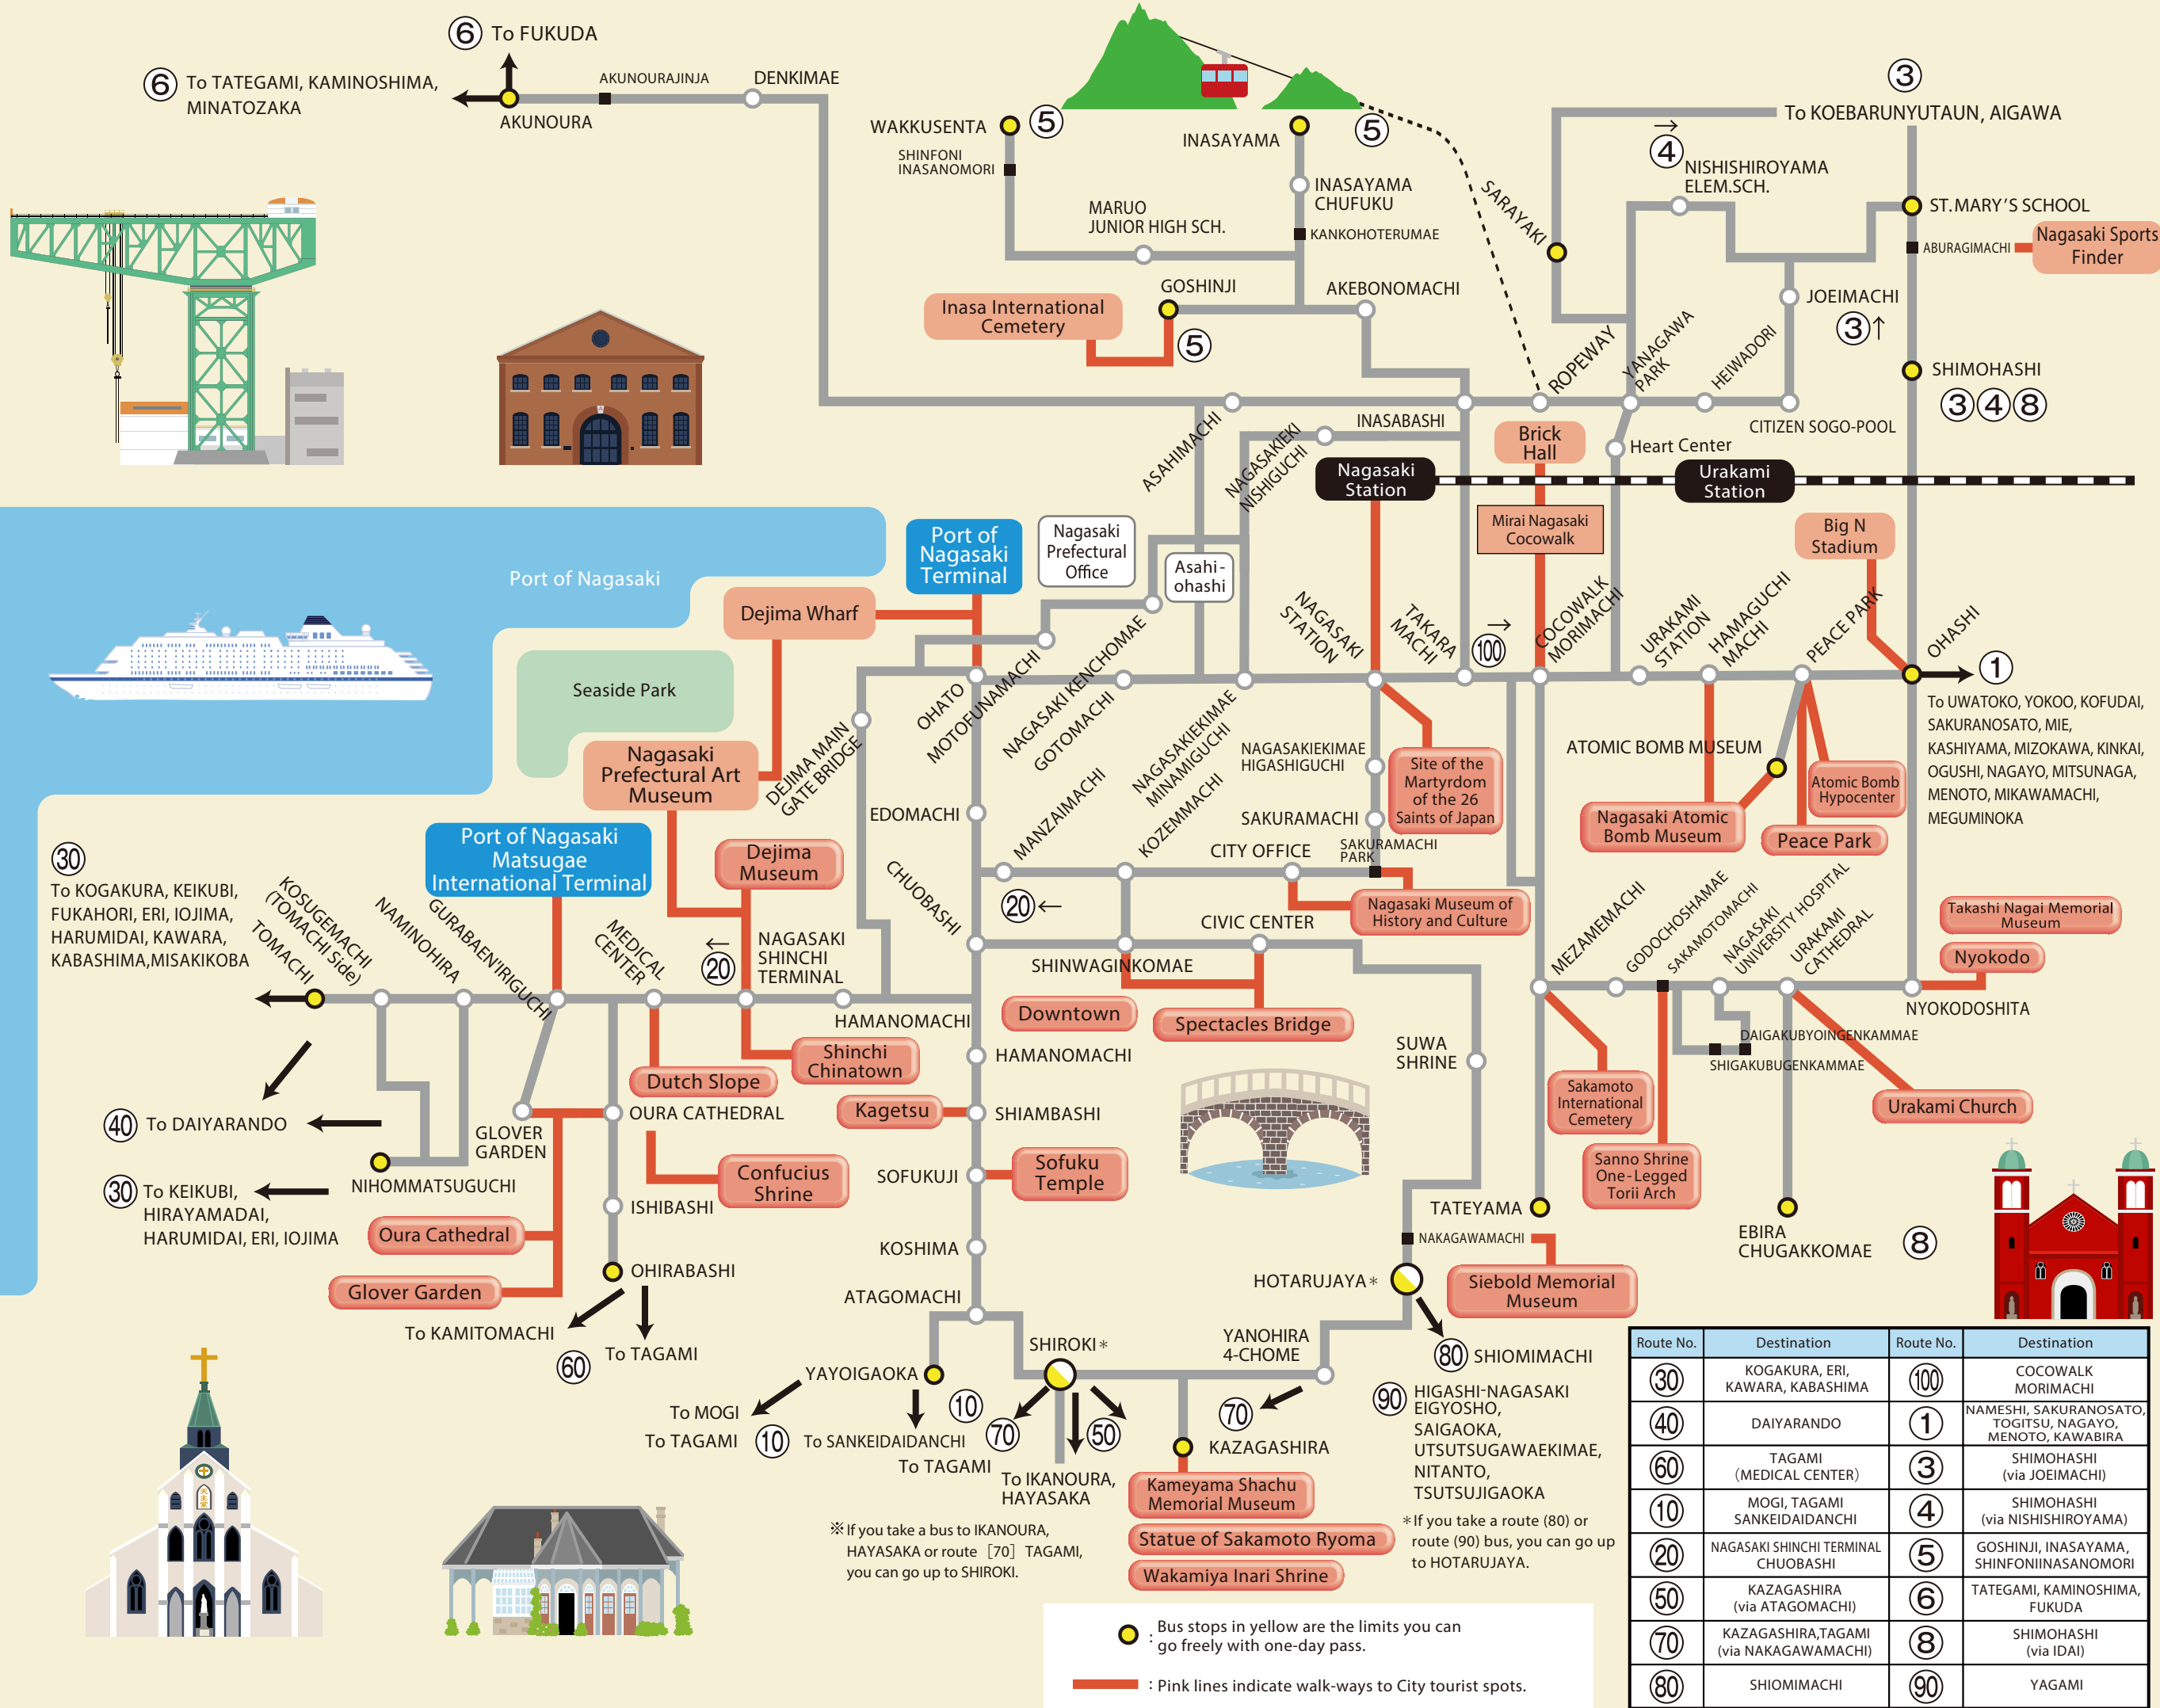 ⑥ To FUKUDA
⑥ To TATEGAMI, KAMINOSHIMA,
MINATOZAKA
AKUNOURAJINJA
DENKIMAE
AKUNOURA
WAKKUSENTA
⑤
SHINFONI
INASANOMORI
INASAYAMA
⑤
INASAYAMA
CHUFUKU
MARUO
JUNIOR HIGH SCH.
KANKOHOTERUMAE
GOSHINJI
AKEBONOMACHI
Inasa International
Cemetery
⑤
③
To KOEBARUNYUTAUN, AIGAWA
→
④
NISHISHIROYAMA
ELEM.SCH.
SARAYAKI
ST.MARY'S SCHOOL
ABURAGIMACHI
Nagasaki Sports
Finder
JOEIMACHI
③↑
SHIMOHASHI
③④⑧
ROPEWAY
YANAGAWA
PARK
HEIWADORI
CITIZEN SOGO-POOL
ASAHIMACHI
NAGASAKIEKI
NISHIGUCHI
INASABASHI
Brick
Hall
Heart Center
Nagasaki
Station
Urakami
Station
Mirai Nagasaki
Cocowalk
Big N
Stadium
Port of Nagasaki
Port of
Nagasaki
Terminal
Nagasaki
Prefectural
Office
Asahi-
ohashi
Dejima Wharf
Seaside Park
Nagasaki
Prefectural Art
Museum
DEJIMA MAIN
GATE BRIDGE
OHATO
MOTOFUNAMACHI
NAGASAKI KENCHOMAE
GOTOMACHI
NAGASAKIEKIMAE
MINAMIGUCHI
NAGASAKI
STATION
TAKARA
MACHI
→
100
COCOWALK
MORIMACHI
URAKAMI
STATION
HAMAGUCHI
MACHI
PEACE PARK
OHASHI
①
To UWATOKO, YOKOO, KOFUDAI,
SAKURANOSATO, MIE,
KASHIYAMA, MIZOKAWA, KINKAI,
OGUSHI, NAGAYO, MITSUNAGA,
MENOTO, MIKAWAMACHI,
MEGUMINOKA
ATOMIC BOMB MUSEUM
Atomic Bomb
Hypocenter
Nagasaki Atomic
Bomb Museum
Peace Park
NAGASAKIEKIMAE
HIGASHIGUCHI
Site of the
Martyrdom
of the 26
Saints of Japan
SAKURAMACHI
SAKURAMACHI
PARK
CITY OFFICE
EDOMACHI
MANZAIMACHI
KOZEMMACHI
Nagasaki Museum of
History and Culture
⑳←
CHUOBASHI
CIVIC CENTER
SHINWAGINKOMAE
Downtown
Spectacles Bridge
Port of Nagasaki
Matsugae
International Terminal
Dejima
Museum
㉚
To KOGAKURA, KEIKUBI,
FUKAHORI, ERI, IOJIMA,
HARUMIDAI, KAWARA,
KABASHIMA,MISAKIKOBA
KOSUGEMACHI
(TOMACHI Side)
TOMACHI
NAMINOHIRA
GURABAEN'IRIGUCHI
MEDICAL
CENTER
←
⑳
NAGASAKI
SHINCHI
TERMINAL
HAMANOMACHI
HAMANOMACHI
Shinchi
Chinatown
Dutch Slope
Kagetsu
SHIAMBASHI
OURA CATHEDRAL
GLOVER
GARDEN
Confucius
Shrine
SOFUKUJI
Sofuku
Temple
㊵ To DAIYARANDO
NIHOMMATSUGUCHI
㉚ To KEIKUBI,
HIRAYAMADAI,
HARUMIDAI, ERI, IOJIMA
Oura Cathedral
Glover Garden
ISHIBASHI
OHIRABASHI
To KAMITOMACHI
60
To TAGAMI
KOSHIMA
ATAGOMACHI
YAYOIGAOKA
To MOGI
To TAGAMI ⑩
⑩
To SANKEIDAIDANCHI
To TAGAMI
SHIROKI*
70
㊿
To IKANOURA,
HAYASAKA
KAZAGASHIRA
70
YANOHIRA
4-CHOME
Kameyama Shachu
Memorial Museum
Statue of Sakamoto Ryoma
Wakamiya Inari Shrine
SUWA
SHRINE
MEZAMEMACHI
GODOCHOSHAMAE
SAKAMOTOMACHI
NAGASAKI
UNIVERSITY HOSPITAL
URAKAMI
CATHEDRAL
Takashi Nagai Memorial
Museum
Nyokodo
NYOKODOSHITA
DAIGAKUBYOINGENKAMMAE
SHIGAKUBUGENKAMMAE
Sakamoto
International
Cemetery
Urakami Church
Sanno Shrine
One-Legged
Torii Arch
TATEYAMA
NAKAGAWAMACHI
HOTARUJAYA*
Siebold Memorial
Museum
EBIRA
CHUGAKKOMAE
⑧
80 SHIOMIMACHI
90 HIGASHI-NAGASAKI
EIGYOSHO,
SAIGAOKA,
UTSUTSUGAWAEKIMAE,
NITANTO,
TSUTSUJIGAOKA
*If you take a route (80) or
route (90) bus, you can go up
to HOTARUJAYA.
※If you take a bus to IKANOURA,
HAYASAKA or route [70] TAGAMI,
you can go up to SHIROKI.
天主堂
: Bus stops in yellow are the limits you can
go freely with one-day pass.
: Pink lines indicate walk-ways to City tourist spots.
Route No. Destination Route No. Destination
㉚ KOGAKURA, ERI,
KAWARA, KABASHIMA
100 COCOWALK
MORIMACHI
㊵ DAIYARANDO
① NAMESHI, SAKURANOSATO,
TOGITSU, NAGAYO,
MENOTO, KAWABIRA
60 TAGAMI
(MEDICAL CENTER)
③ SHIMOHASHI
(via JOEIMACHI)
⑩ MOGI, TAGAMI
SANKEIDAIDANCHI
④ SHIMOHASHI
(via NISHISHIROYAMA)
⑳ NAGASAKI SHINCHI TERMINAL
CHUOBASHI
⑤ GOSHINJI, INASAYAMA,
SHINFONIINASANOMORI
㊿ KAZAGASHIRA
(via ATAGOMACHI)
⑥ TATEGAMI, KAMINOSHIMA,
FUKUDA
70 KAZAGASHIRA,TAGAMI
(via NAKAGAWAMACHI)
⑧ SHIMOHASHI
(via IDAI)
80 SHIOMIMACHI
90 YAGAMI